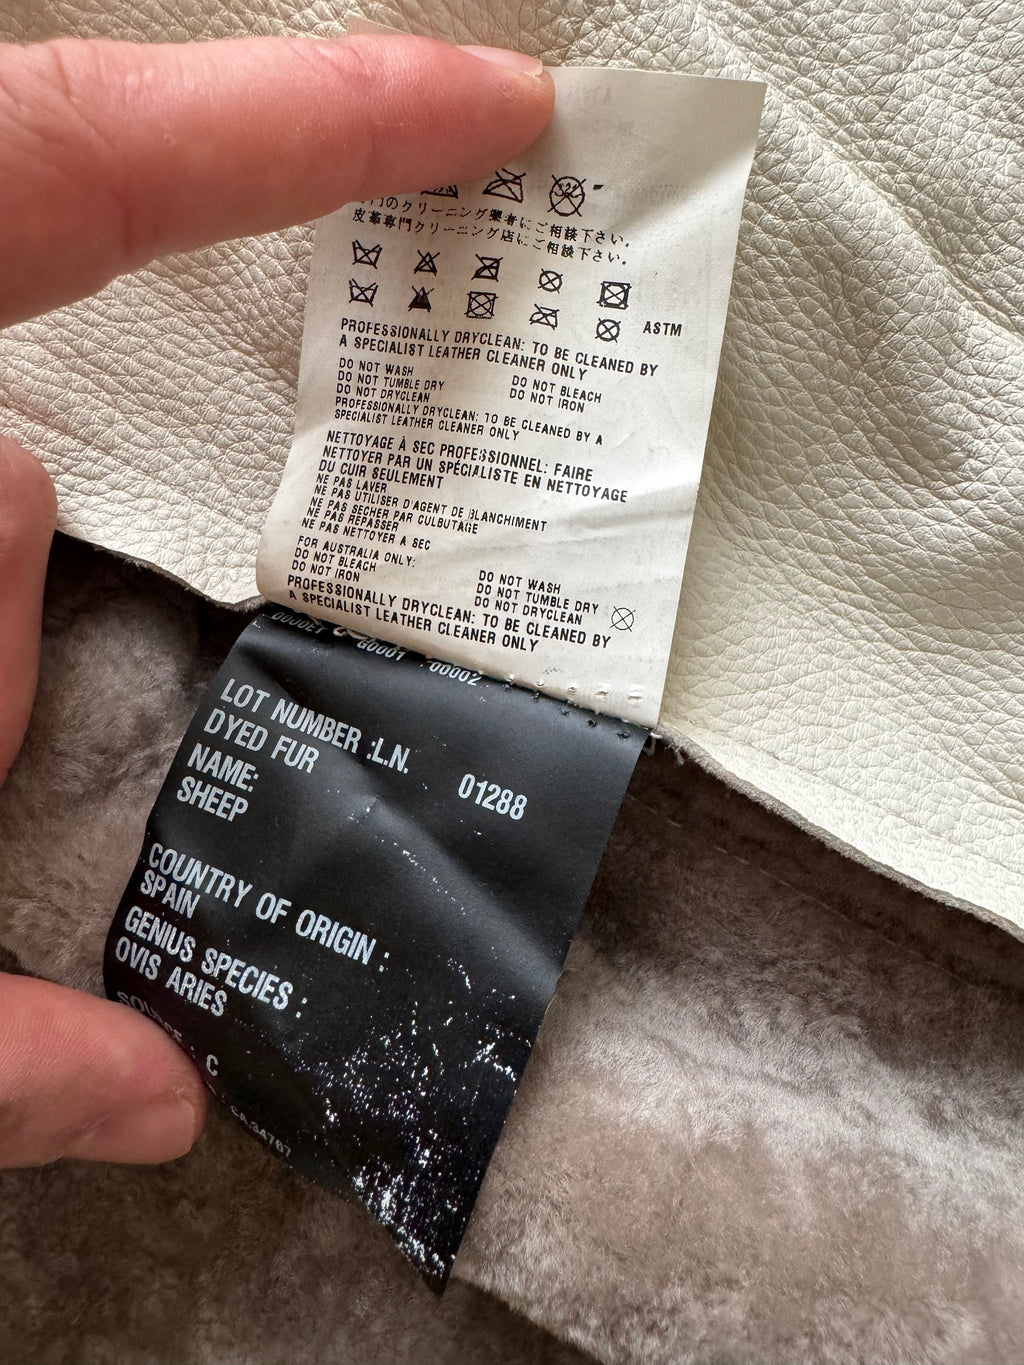 門のクリーニング業者にご相談下さい。
皮革専門クリーニング店にご相談下さい。
ASTM
PROFESSIONALLY DRYCLEAN: TO BE CLEANED BY
A SPECIALIST LEATHER CLEANER ONLY
DO NOT WASH
DO NOT BLEACH
DO NOT TUMBLE DRY
DO NOT IRON
DO NOT DRYCLEAN
PROFESSIONALLY DRYCLEAN: TO BE CLEANED BY A
SPECIALIST LEATHER CLEANER ONLY
NETTOYAGE À SEC PROFESSIONNEL: FAIRE
NETTOYER PAR UN SPÉCIALISTE EN NETTOYAGE
DU CUIR SEULEMENT
NE PAS LAVER
NE PAS UTILISER D'AGENT DE BLANCHIMENT
NE PAS SECHER PAR CULBUTAGE
NE PAS REPASSER
NE PAS NETTOYER A SEC
FOR AUSTRALIA ONLY:
DO NOT WASH
DO NOT BLEACH
DO NOT TUMBLE DRY
DO NOT IRON
DO NOT DRYCLEAN
PROFESSIONALLY DRYCLEAN: TO BE CLEANED BY
A SPECIALIST LEATHER CLEANER ONLY
G0001 00002
LOT NUMBER :L.N. 01288
DYED FUR
NAME:
SHEEP
COUNTRY OF ORIGIN :
SPAIN
GENIUS SPECIES :
OVIS ARIES
C
CA.34707